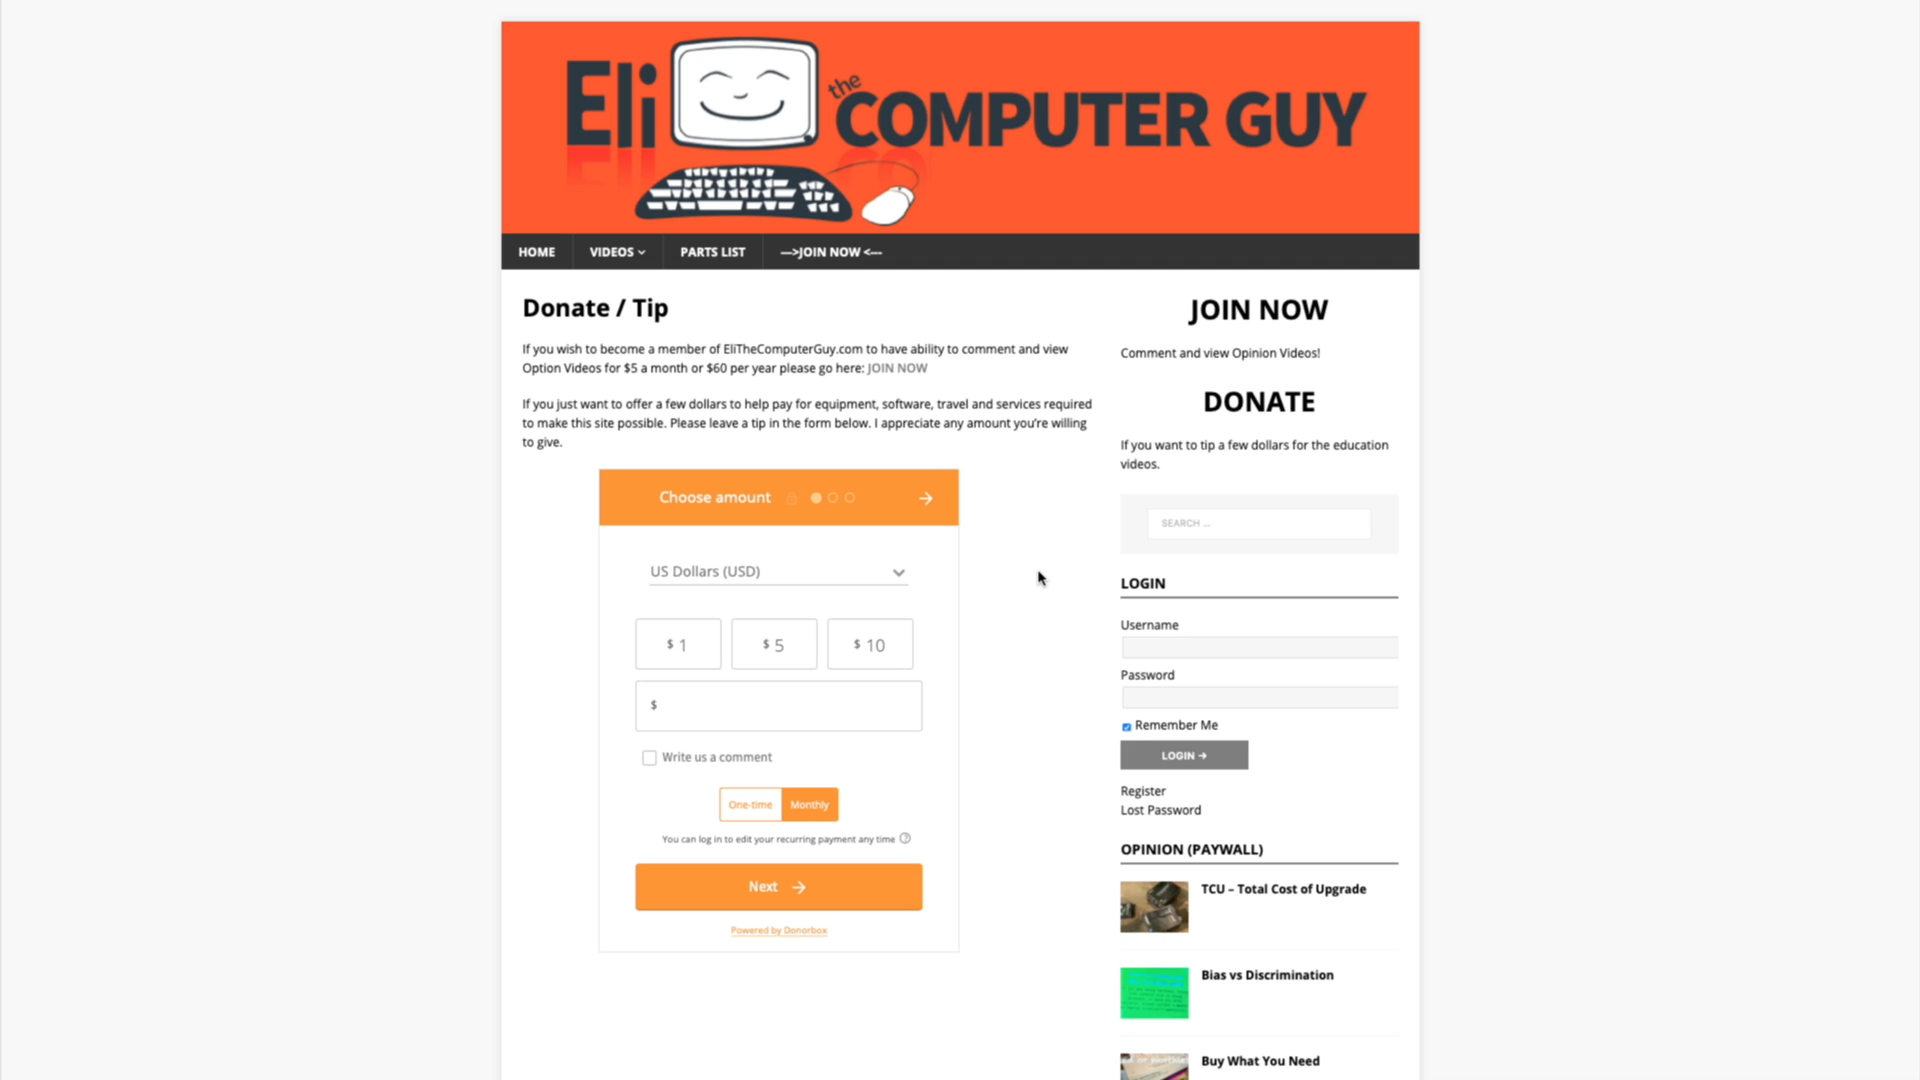 Eli the COMPUTER GUY
HOME VIDEOS PARTS LIST --->JOIN NOW <---
Donate / Tip
If you wish to become a member of EliTheComputerGuy.com to have ability to comment and view
Option Videos for $5 a month or $60 per year please go here: JOIN NOW
If you just want to offer a few dollars to help pay for equipment, software, travel and services required
to make this site possible. Please leave a tip in the form below. I appreciate any amount you're willing
to give.
Choose amount
US Dollars (USD)
$ 1 $ 5 $ 10
$
Write us a comment
One-time Monthly
You can log in to edit your recurring payment any time ?
Next →
Powered by Donorbox
JOIN NOW
Comment and view Opinion Videos!
DONATE
If you want to tip a few dollars for the education
videos.
SEARCH ...
LOGIN
Username
Password
Remember Me
LOGIN →
Register
Lost Password
OPINION (PAYWALL)
TCU – Total Cost of Upgrade
Bias vs Discrimination
Buy What You Need